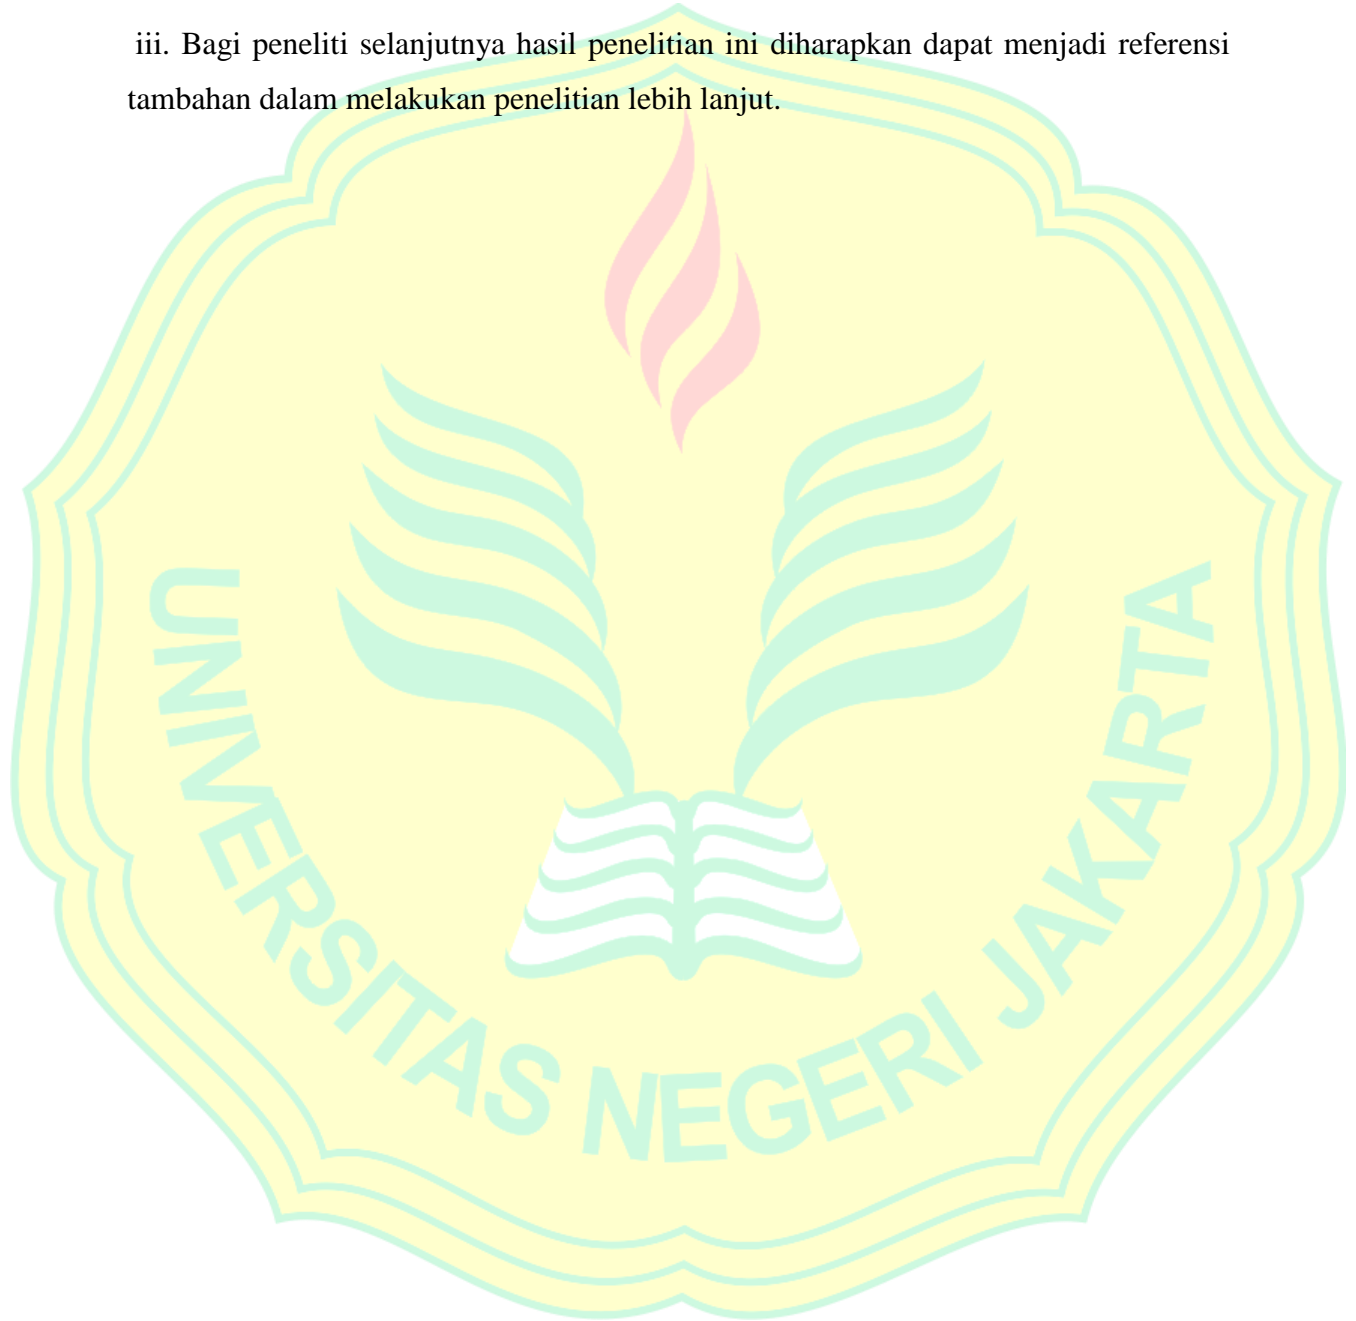 iii. Bagi peneliti selanjutnya hasil penelitian ini diharapkan dapat menjadi referensi
tambahan dalam melakukan penelitian lebih lanjut.
UNIVERSITAS NEGERI JAKARTA